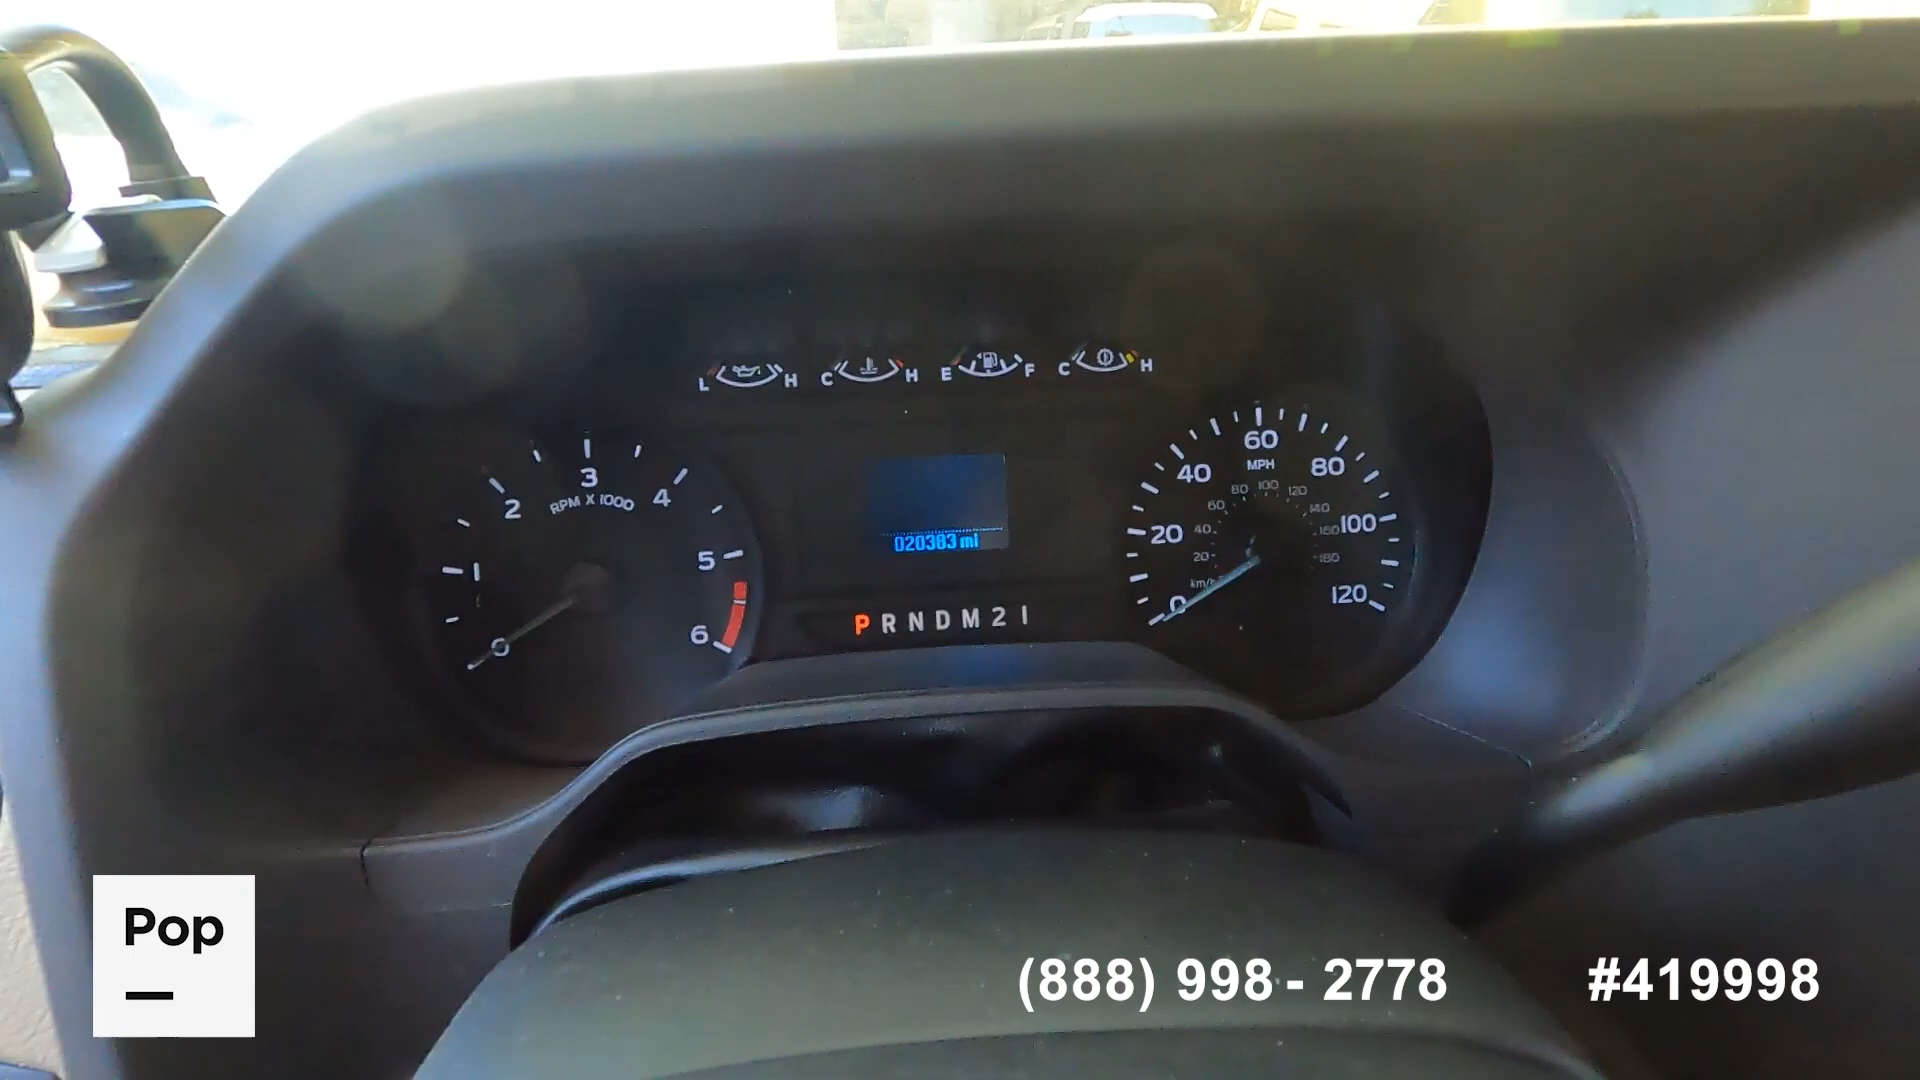 L H C H E F C H
3
2 4
RPM X 1000
1 5
0 6
020383 mi
P R N D M 2 1
60
MPH
40 80
80 100 120
60 140
20 40 160 100
20 180
km/h
0 120
Pop
(888) 998 - 2778 #419998